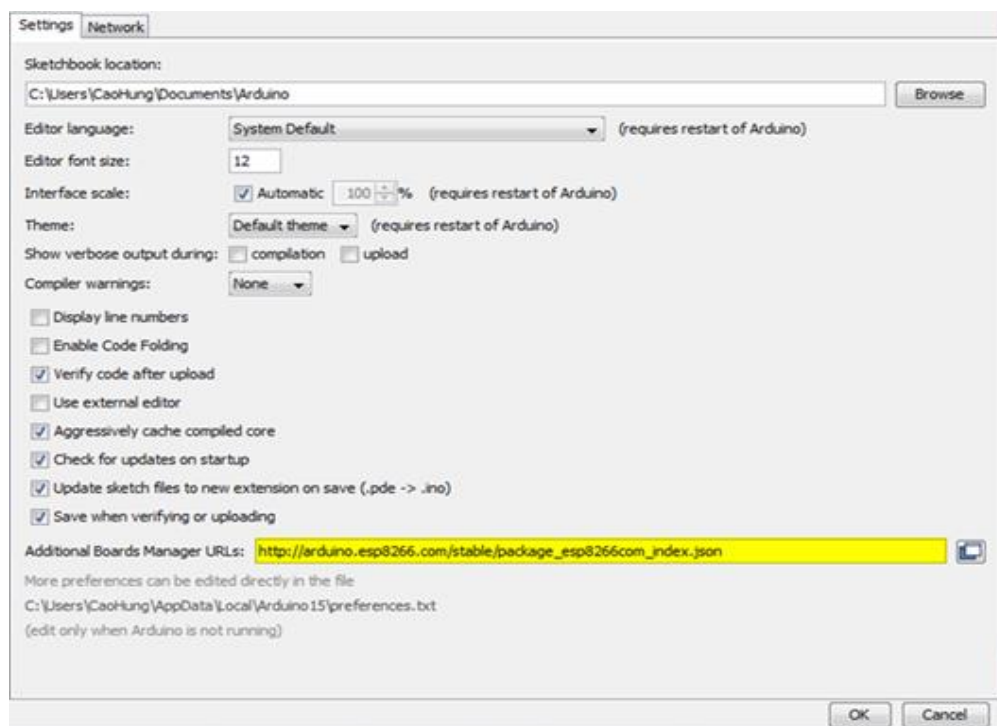 Settings Network
Sketchbook location:
C:\Users\CaoHung\Documents\Arduino Browse
Editor language: System Default (requires restart of Arduino)
Editor font size: 12
Interface scale: Automatic 100 % (requires restart of Arduino)
Theme: Default theme (requires restart of Arduino)
Show verbose output during: compilation upload
Compiler warnings: None
Display line numbers
Enable Code Folding
Verify code after upload
Use external editor
Aggressively cache compiled core
Check for updates on startup
Update sketch files to new extension on save (.pde -> .ino)
Save when verifying or uploading
Additional Boards Manager URLs: http://arduino.esp8266.com/stable/package_esp8266com_index.json
More preferences can be edited directly in the file
C:\Users\CaoHung\AppData\Local\Arduino15\preferences.txt
(edit only when Arduino is not running)
OK Cancel